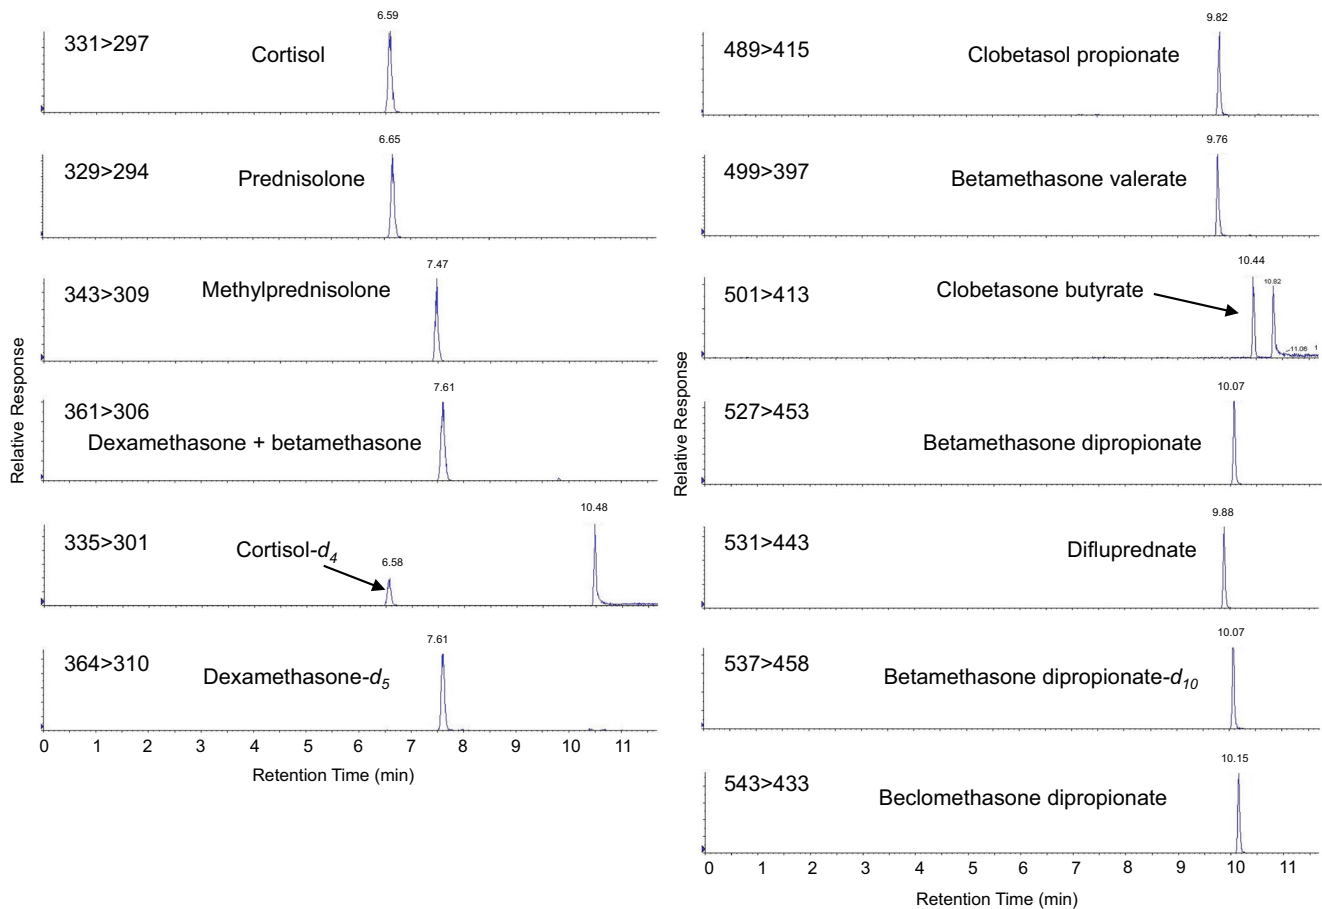 6.59
331>297
Cortisol
6.65
329>294
Prednisolone
7.47
343>309
Methylprednisolone
7.61
361>306
Dexamethasone + betamethasone
10.48
335>301
Cortisol-d4
6.58
7.61
364>310
Dexamethasone-d5
0 1 2 3 4 5 6 7 8 9 10 11
Retention Time (min)
Relative Response
9.82
489>415
Clobetasol propionate
9.76
499>397
Betamethasone valerate
10.44
501>413
Clobetasone butyrate
10.82
11.06
1
10.07
527>453
Betamethasone dipropionate
9.88
531>443
Difluprednate
10.07
537>458
Betamethasone dipropionate-d10
10.15
543>433
Beclomethasone dipropionate
0 1 2 3 4 5 6 7 8 9 10 11
Retention Time (min)
Relative Response